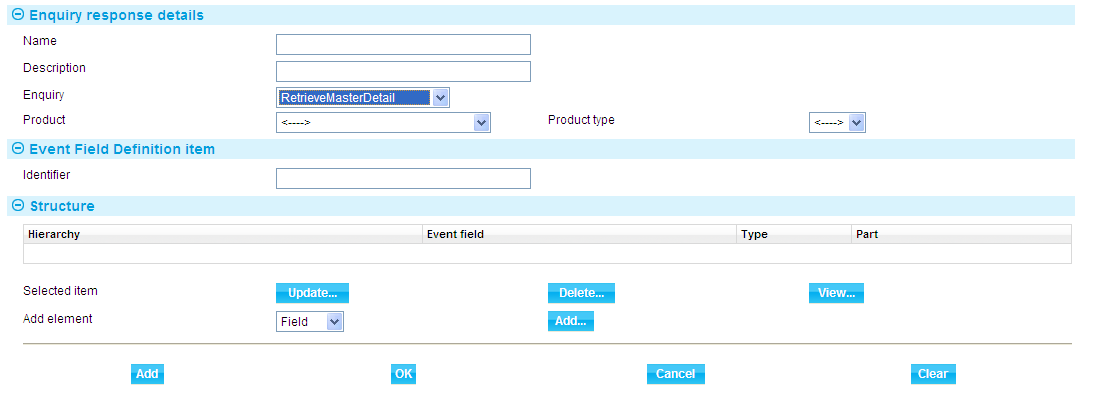 Enquiry response details
Name
Description
Enquiry RetrieveMasterDetail
Product <----> Product type <---->
Event Field Definition item
Identifier
Structure
Hierarchy Event field Type Part
Selected item Update... Delete... View...
Add element Field Add...
Add OK Cancel Clear